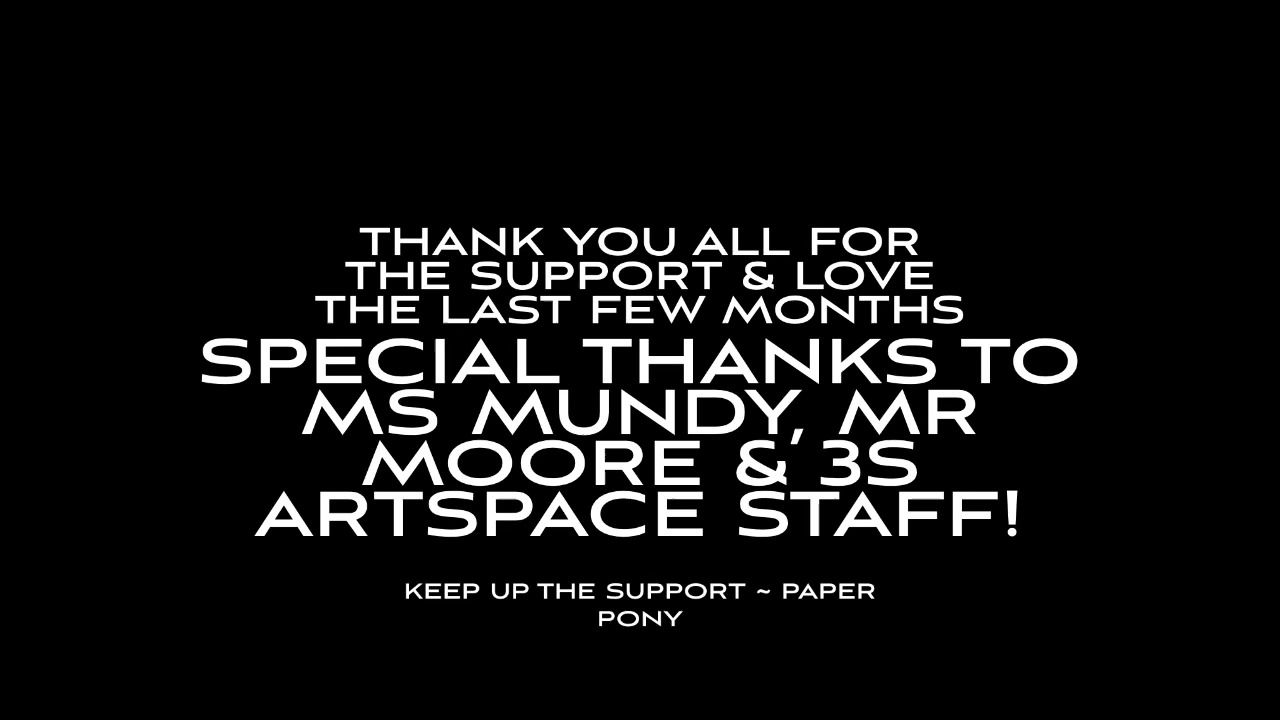 THANK YOU ALL FOR
THE SUPPORT & LOVE
THE LAST FEW MONTHS
SPECIAL THANKS TO
MS MUNDY, MR
MOORE & 3S
ARTSPACE STAFF!
KEEP UP THE SUPPORT ~ PAPER
PONY